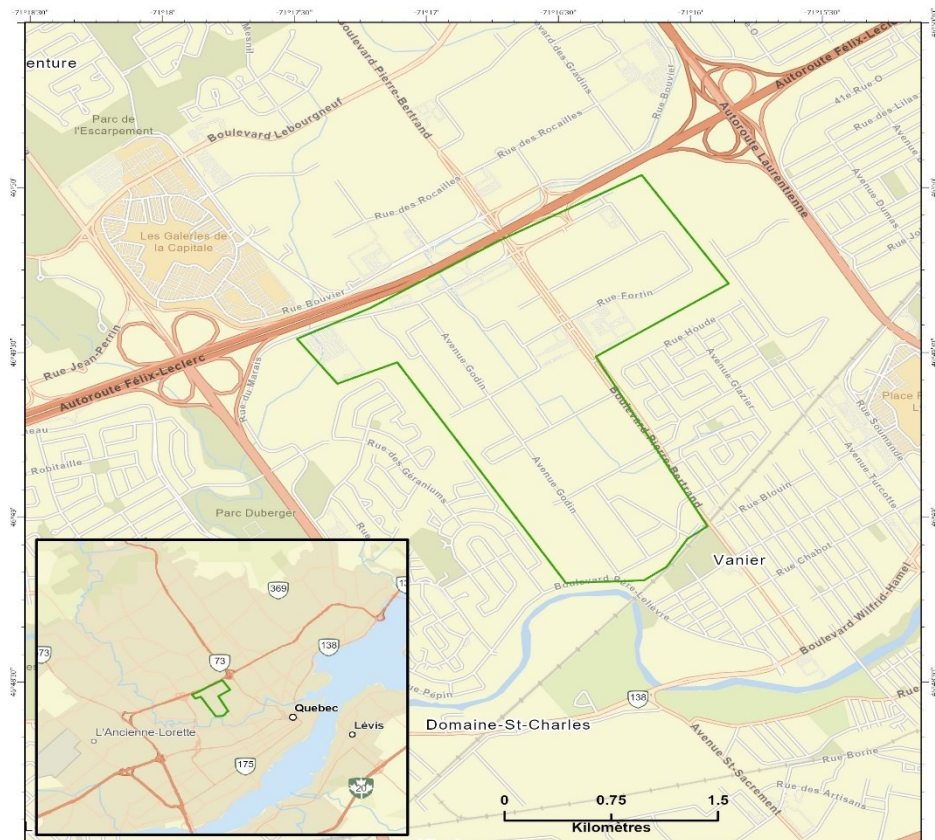 71°18'30"
71°18'
71°17'30"
71°17'
71°16'30"
71°16'
71°15'30"
enture
Mesnil
Boulevard Pierre-Bertrand
Avenue des Gradins
Rue Bouvier
Autoroute Félix-Leclerc
41e Rue O
Avenue des Lilas
Parc de
l'Escarpement
Boulevard Lebourgneuf
Rue des Rocailles
Autoroute Laurentienne
Avenue Dumas
Rue des Rocailles
Les Galeries de
la Capitale
Rue Bouvier
Rue Fortin
Rue Houde
Rue Jean-Perrin
Autoroute Félix-Leclerc
Rue du Marais
Avenue Godin
Avenue Glazier
Boulevard Pierre-Bertrand
Place
Rue Soumande
Robitaille
Rue des Géraniums
Avenue Godin
Rue Blouin
Avenue Turcotte
Parc Duberger
Vanier
Rue Chabot
Boulevard Père-Lelièvre
Boulevard Wilfrid-Hamel
Pépin
138
Domaine-St-Charles
Avenue St-Sacrement
Rue Borne
Rue des Artisans
369
73
138
73
Quebec
Lévis
L'Ancienne-Lorette
175
20
0 0.75 1.5
Kilomètres